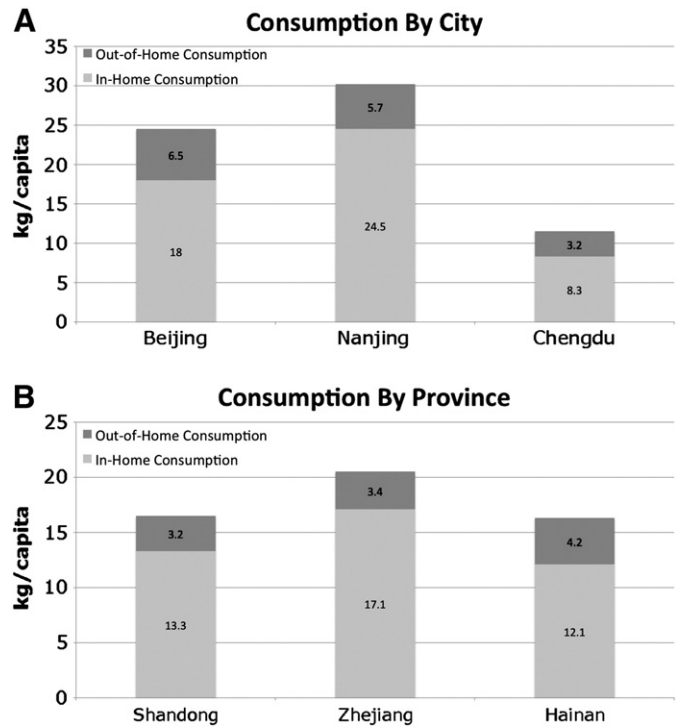 A
Consumption By City
35
Out-of-Home Consumption
In-Home Consumption
30
25
20
15
10
5
0
kg/capita
6.5
5.7
3.2
18
24.5
8.3
Beijing Nanjing Chengdu
B
Consumption By Province
25
Out-of-Home Consumption
In-Home Consumption
20
15
10
5
0
kg/capita
3.2
3.4
4.2
13.3
17.1
12.1
Shandong Zhejiang Hainan